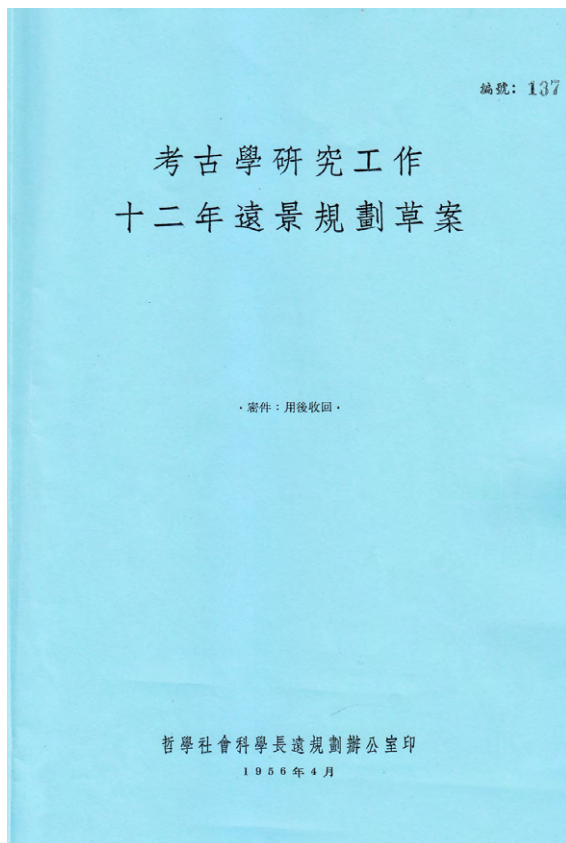 編號: 137
考古學硏究工作
十二年遠景規劃草案
·密件：用後收回·
哲學社會科學長遠規劃辦公室印
1956年4月